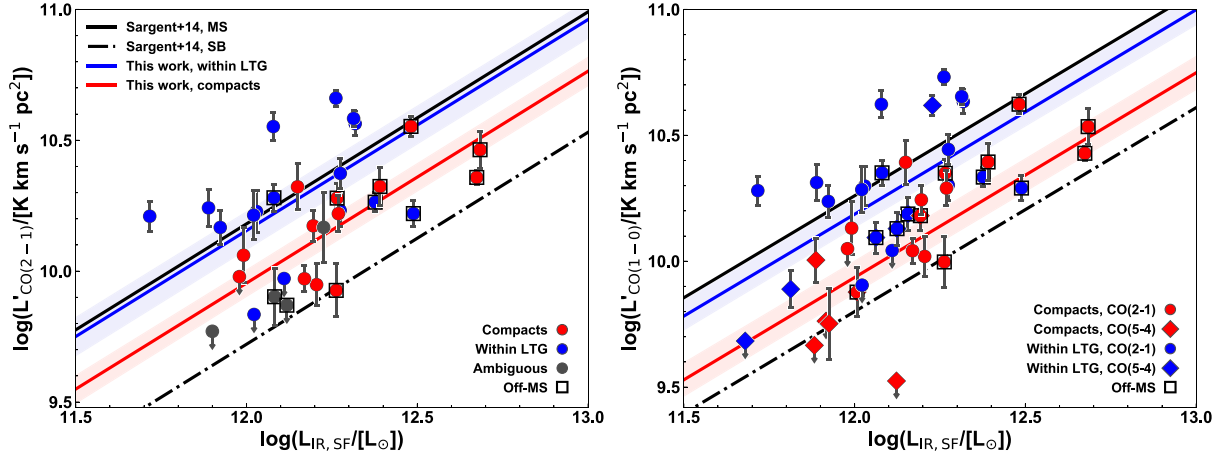 log(L'CO(2−1)/[K km s⁻¹ pc²])
11.0
10.5
10.0
9.5
Sargent+14, MS
Sargent+14, SB
This work, within LTG
This work, compacts
Compacts
Within LTG
Ambiguous
Off-MS
11.5
12.0
12.5
13.0
log(L_IR, SF/[L⊙])
log(L'CO(1−0)/[K km s⁻¹ pc²])
11.0
10.5
10.0
9.5
Compacts, CO(2-1)
Compacts, CO(5-4)
Within LTG, CO(2-1)
Within LTG, CO(5-4)
Off-MS
11.5
12.0
12.5
13.0
log(L_IR, SF/[L⊙])